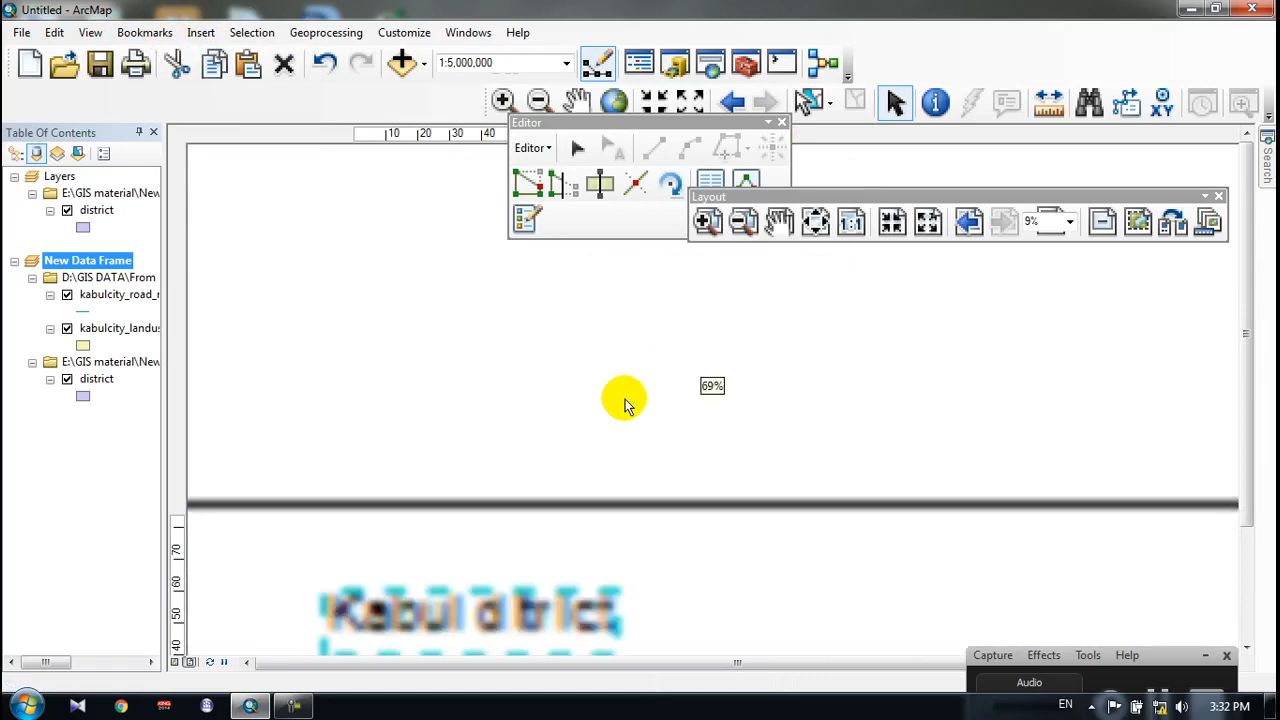 Untitled - ArcMap
File Edit View Bookmarks Insert Selection Geoprocessing Customize Windows Help
1:5,000,000
Table Of Contents
Layers
E:\GIS material\New
district
New Data Frame
D:\GIS DATA\From
kabulcity_road_r
kabulcity_landus
E:\GIS material\New
district
10 20 30 40
Editor
Editor
Layout
9%
Search
69%
70
60
50
40
Kabul
Capture Effects Tools Help
Audio
EN
3:32 PM